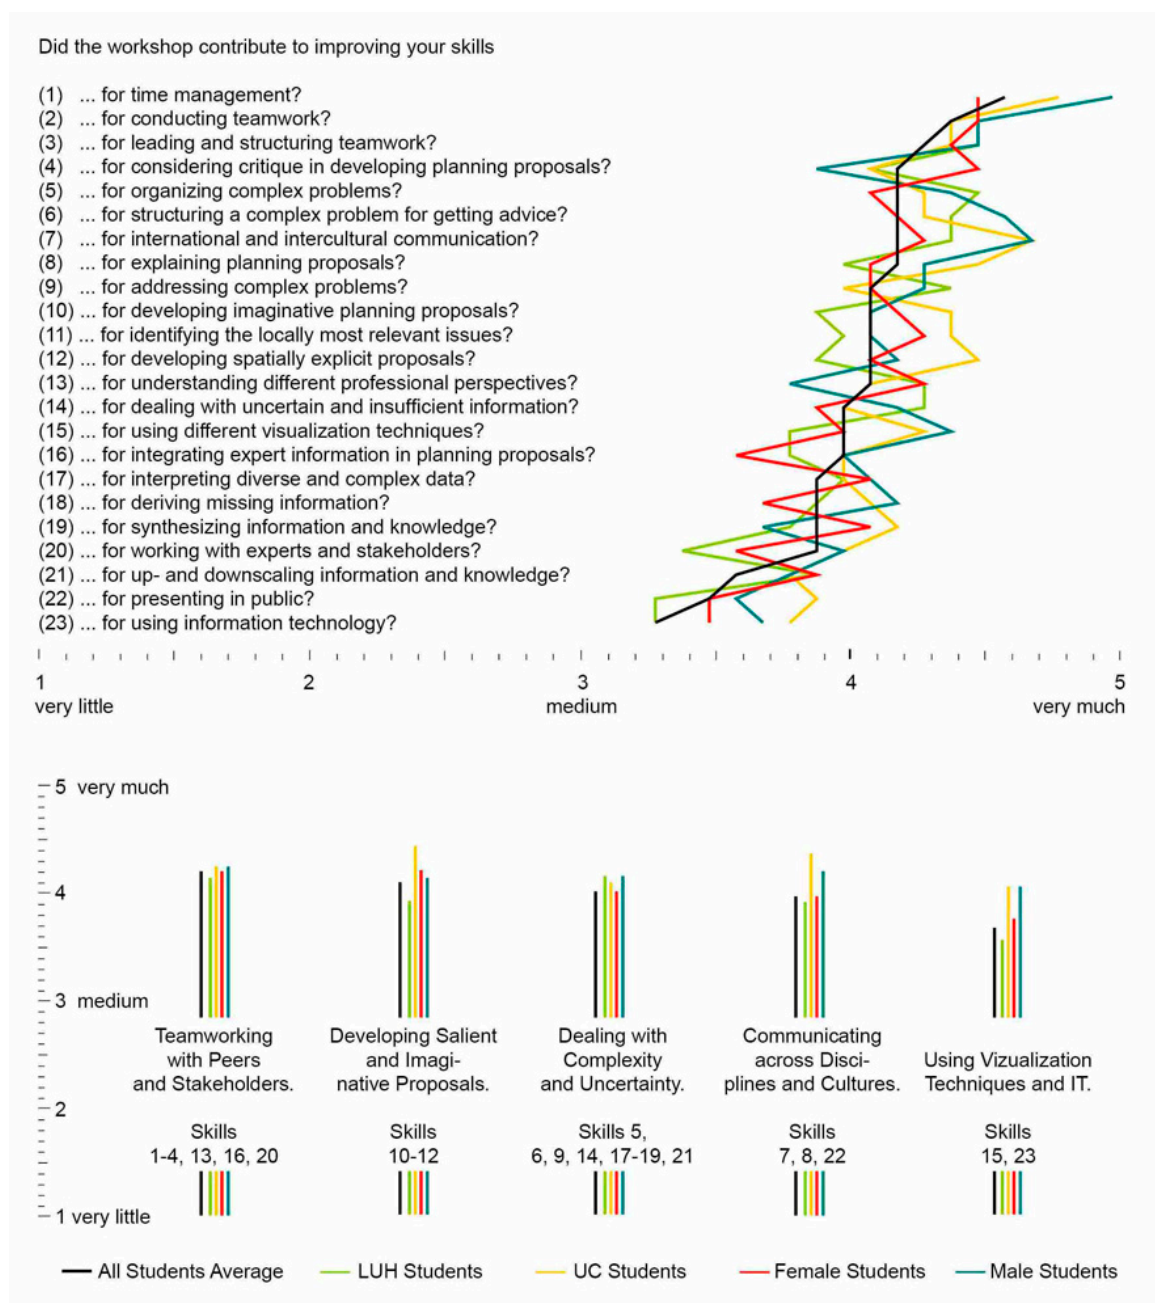 Did the workshop contribute to improving your skills
(1) ... for time management?
(2) ... for conducting teamwork?
(3) ... for leading and structuring teamwork?
(4) ... for considering critique in developing planning proposals?
(5) ... for organizing complex problems?
(6) ... for structuring a complex problem for getting advice?
(7) ... for international and intercultural communication?
(8) ... for explaining planning proposals?
(9) ... for addressing complex problems?
(10) ... for developing imaginative planning proposals?
(11) ... for identifying the locally most relevant issues?
(12) ... for developing spatially explicit proposals?
(13) ... for understanding different professional perspectives?
(14) ... for dealing with uncertain and insufficient information?
(15) ... for using different visualization techniques?
(16) ... for integrating expert information in planning proposals?
(17) ... for interpreting diverse and complex data?
(18) ... for deriving missing information?
(19) ... for synthesizing information and knowledge?
(20) ... for working with experts and stakeholders?
(21) ... for up- and downscaling information and knowledge?
(22) ... for presenting in public?
(23) ... for using information technology?
1 2 3 4 5
very little medium very much
5 very much
4
3 medium
2
1 very little
Teamworking
with Peers
and Stakeholders.
Skills
1-4, 13, 16, 20
Developing Salient
and Imagi-
native Proposals.
Skills
10-12
Dealing with
Complexity
and Uncertainty.
Skills 5,
6, 9, 14, 17-19, 21
Communicating
across Disci-
plines and Cultures.
Skills
7, 8, 22
Using Vizualization
Techniques and IT.
Skills
15, 23
All Students Average LUH Students UC Students Female Students Male Students